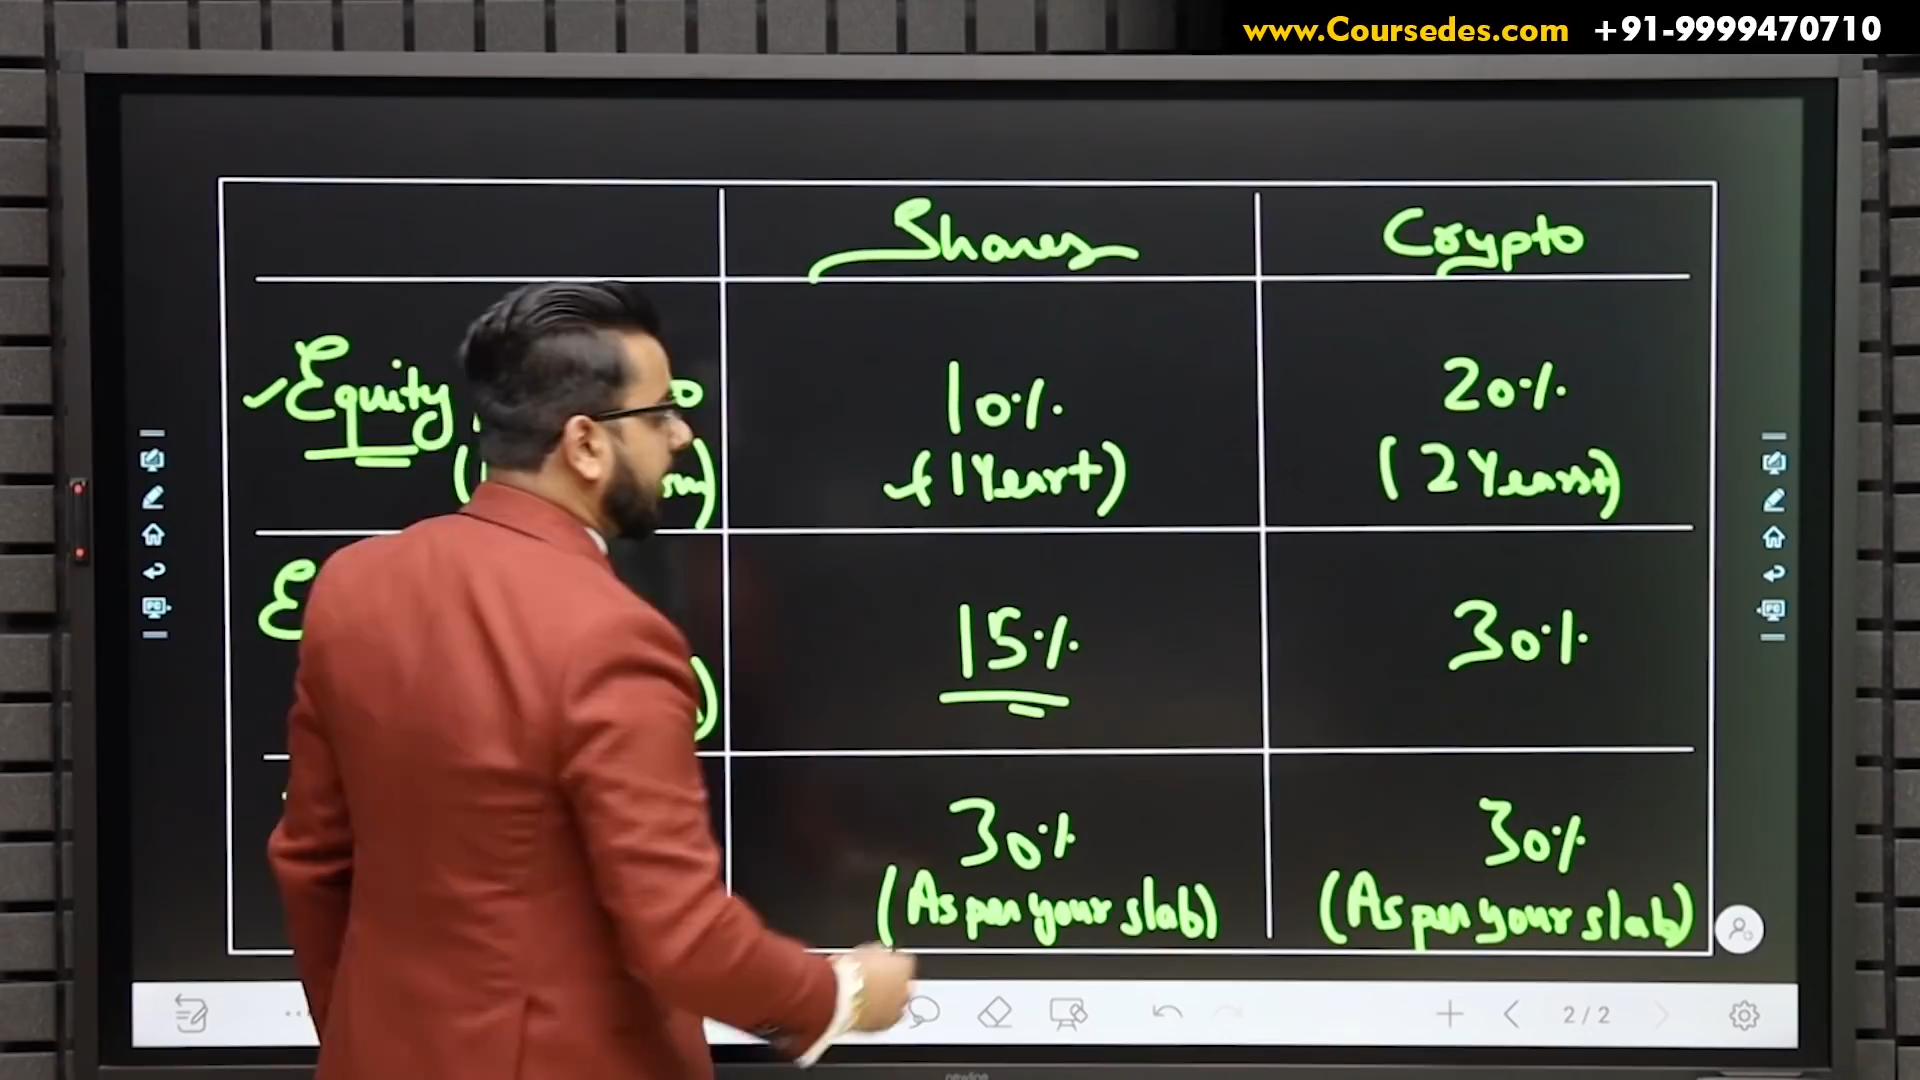 www.Coursedes.com +91-9999470710
Shares Crypto
Equity
10% 20%
(1 Year+) (2 Years+)
15% 30%
30% 30%
(As per your slab) (As per your slab)
2/2
newline